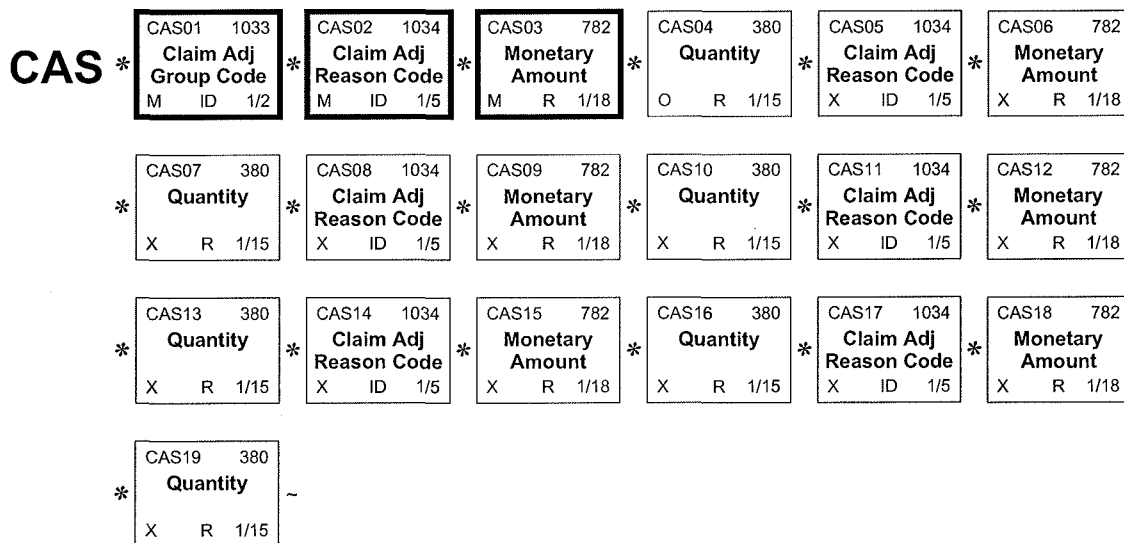 CAS * CAS01 1033 * CAS02 1034 * CAS03 782 * CAS04 380 * CAS05 1034 * CAS06 782
Claim Adj Claim Adj Monetary Quantity Claim Adj Monetary
Group Code Reason Code Amount Reason Code Amount
M ID 1/2 M ID 1/5 M R 1/18 O R 1/15 X ID 1/5 X R 1/18
* CAS07 380 * CAS08 1034 * CAS09 782 * CAS10 380 * CAS11 1034 * CAS12 782
Quantity Claim Adj Monetary Quantity Claim Adj Monetary
Reason Code Amount Reason Code Amount
X R 1/15 X ID 1/5 X R 1/18 X R 1/15 X ID 1/5 X R 1/18
* CAS13 380 * CAS14 1034 * CAS15 782 * CAS16 380 * CAS17 1034 * CAS18 782
Quantity Claim Adj Monetary Quantity Claim Adj Monetary
Reason Code Amount Reason Code Amount
X R 1/15 X ID 1/5 X R 1/18 X R 1/15 X ID 1/5 X R 1/18
* CAS19 380 ~
Quantity
X R 1/15